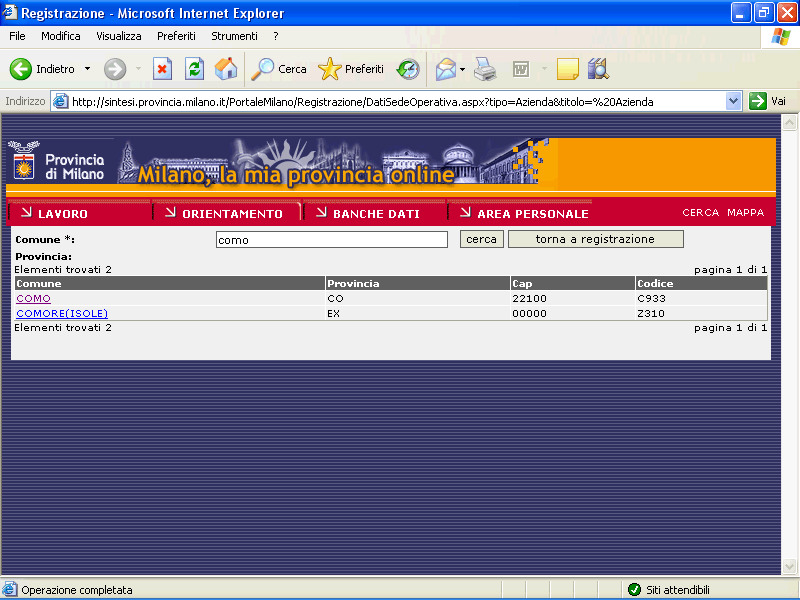 Registrazione - Microsoft Internet Explorer
File Modifica Visualizza Preferiti Strumenti ?
Indietro Cerca Preferiti
Indirizzo http://sintesi.provincia.milano.it/PortaleMilano/Registrazione/DatiSedeOperativa.aspx?tipo=Azienda&titolo=%20Azienda Vai
Provincia
di Milano
Milano, la mia provincia online
LAVORO ORIENTAMENTO BANCHE DATI AREA PERSONALE CERCA MAPPA
Comune *: como cerca torna a registrazione
Provincia:
Elementi trovati 2 pagina 1 di 1
Comune Provincia Cap Codice
COMO CO 22100 C933
COMORE(ISOLE) EX 00000 Z310
Elementi trovati 2 pagina 1 di 1
Operazione completata Siti attendibili